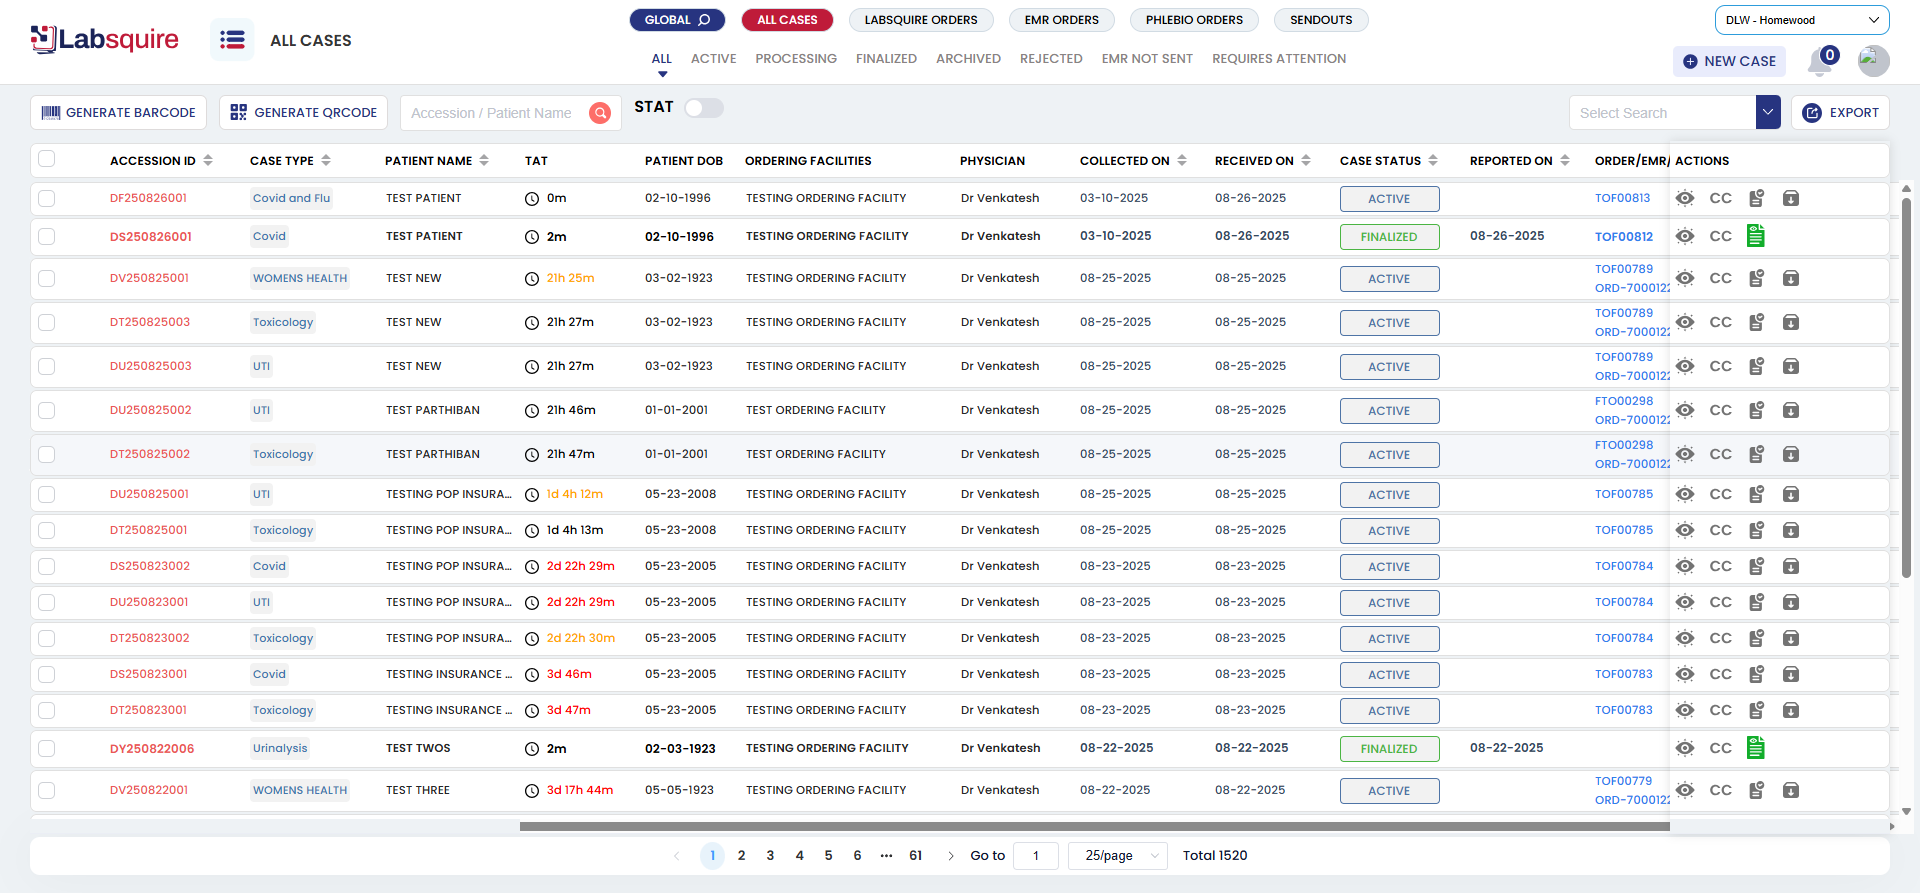 Labsquire
ALL CASES
GLOBAL
ALL CASES
LABSQUIRE ORDERS
EMR ORDERS
PHLEBIO ORDERS
SENDOUTS
DLW - Homewood
ALL
ACTIVE
PROCESSING
FINALIZED
ARCHIVED
REJECTED
EMR NOT SENT
REQUIRES ATTENTION
NEW CASE
0
GENERATE BARCODE
GENERATE QRCODE
Accession / Patient Name
STAT
Select Search
EXPORT
ACCESSION ID CASE TYPE PATIENT NAME TAT PATIENT DOB ORDERING FACILITIES PHYSICIAN COLLECTED ON RECEIVED ON CASE STATUS REPORTED ON ORDER/EMR/ ACTIONS
DF250826001 Covid and Flu TEST PATIENT 0m 02-10-1996 TESTING ORDERING FACILITY Dr Venkatesh 03-10-2025 08-26-2025 ACTIVE TOF00813 CC
DS250826001 Covid TEST PATIENT 2m 02-10-1996 TESTING ORDERING FACILITY Dr Venkatesh 03-10-2025 08-26-2025 FINALIZED 08-26-2025 TOF00812 CC
DV250825001 WOMENS HEALTH TEST NEW 21h 25m 03-02-1923 TESTING ORDERING FACILITY Dr Venkatesh 08-25-2025 08-25-2025 ACTIVE TOF00789 CC
ORD-7000122
DT250825003 Toxicology TEST NEW 21h 27m 03-02-1923 TESTING ORDERING FACILITY Dr Venkatesh 08-25-2025 08-25-2025 ACTIVE TOF00789 CC
ORD-7000122
DU250825003 UTI TEST NEW 21h 27m 03-02-1923 TESTING ORDERING FACILITY Dr Venkatesh 08-25-2025 08-25-2025 ACTIVE TOF00789 CC
ORD-7000122
DU250825002 UTI TEST PARTHIBAN 21h 46m 01-01-2001 TEST ORDERING FACILITY Dr Venkatesh 08-25-2025 08-25-2025 ACTIVE FTO00298 CC
ORD-7000122
DT250825002 Toxicology TEST PARTHIBAN 21h 47m 01-01-2001 TEST ORDERING FACILITY Dr Venkatesh 08-25-2025 08-25-2025 ACTIVE FTO00298 CC
ORD-7000122
DU250825001 UTI TESTING POP INSURA... 1d 4h 12m 05-23-2008 TESTING ORDERING FACILITY Dr Venkatesh 08-25-2025 08-25-2025 ACTIVE TOF00785 CC
DT250825001 Toxicology TESTING POP INSURA... 1d 4h 13m 05-23-2008 TESTING ORDERING FACILITY Dr Venkatesh 08-25-2025 08-25-2025 ACTIVE TOF00785 CC
DS250823002 Covid TESTING POP INSURA... 2d 22h 29m 05-23-2005 TESTING ORDERING FACILITY Dr Venkatesh 08-23-2025 08-23-2025 ACTIVE TOF00784 CC
DU250823001 UTI TESTING POP INSURA... 2d 22h 29m 05-23-2005 TESTING ORDERING FACILITY Dr Venkatesh 08-23-2025 08-23-2025 ACTIVE TOF00784 CC
DT250823002 Toxicology TESTING POP INSURA... 2d 22h 30m 05-23-2005 TESTING ORDERING FACILITY Dr Venkatesh 08-23-2025 08-23-2025 ACTIVE TOF00784 CC
DS250823001 Covid TESTING INSURANCE ... 3d 46m 05-23-2005 TESTING ORDERING FACILITY Dr Venkatesh 08-23-2025 08-23-2025 ACTIVE TOF00783 CC
DT250823001 Toxicology TESTING INSURANCE ... 3d 47m 05-23-2005 TESTING ORDERING FACILITY Dr Venkatesh 08-23-2025 08-23-2025 ACTIVE TOF00783 CC
DY250822006 Urinalysis TEST TWOS 2m 02-03-1923 TESTING ORDERING FACILITY Dr Venkatesh 08-22-2025 08-22-2025 FINALIZED 08-22-2025 CC
DV250822001 WOMENS HEALTH TEST THREE 3d 17h 44m 05-05-1923 TESTING ORDERING FACILITY Dr Venkatesh 08-22-2025 08-22-2025 ACTIVE TOF00779 CC
ORD-7000122
1 2 3 4 5 6 ••• 61 Go to 1 25/page Total 1520